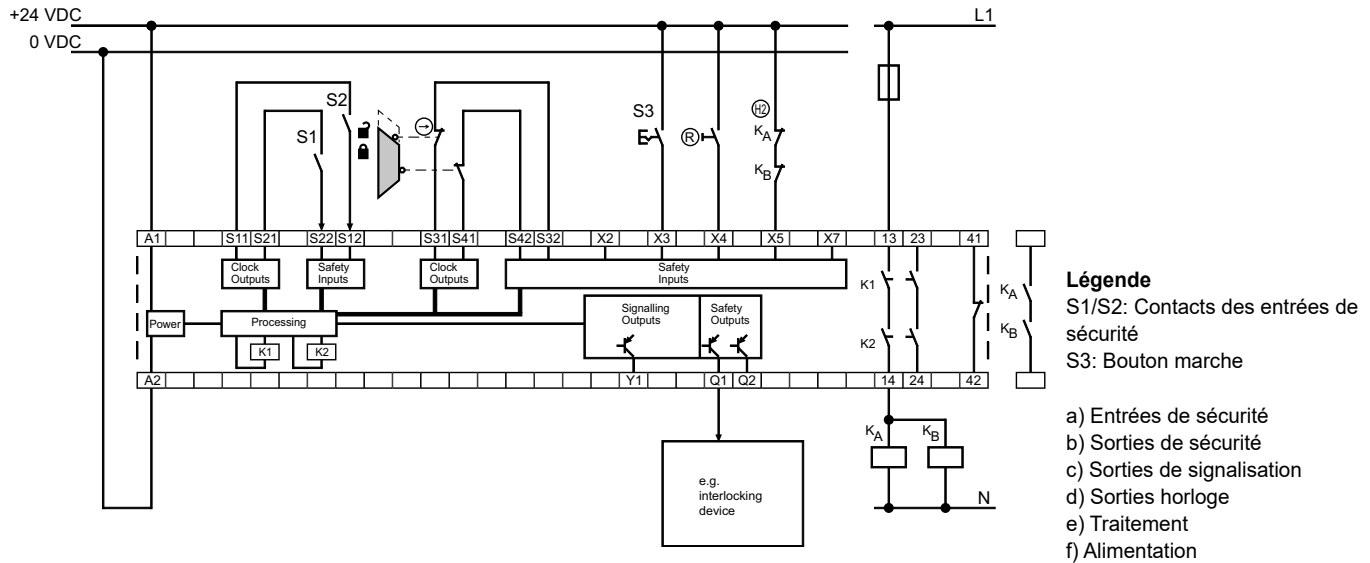 +24 VDC
L1
0 VDC
S2
S1
S3
R
H2
KA
KB
A1 S11 S21 S22 S12 S31 S41 S42 S32 X2 X3 X4 X5 X7 13 23 41
Clock Outputs
Safety Inputs
Clock Outputs
Safety Inputs
K1
Power
Processing
Signalling Outputs
Safety Outputs
K1
K2
K2
KA
KB
A2 Y1 Q1 Q2 14 24 42
KA
KB
e.g.
interlocking
device
N
Légende
S1/S2: Contacts des entrées de
sécurité
S3: Bouton marche
a) Entrées de sécurité
b) Sorties de sécurité
c) Sorties de signalisation
d) Sorties horloge
e) Traitement
f) Alimentation